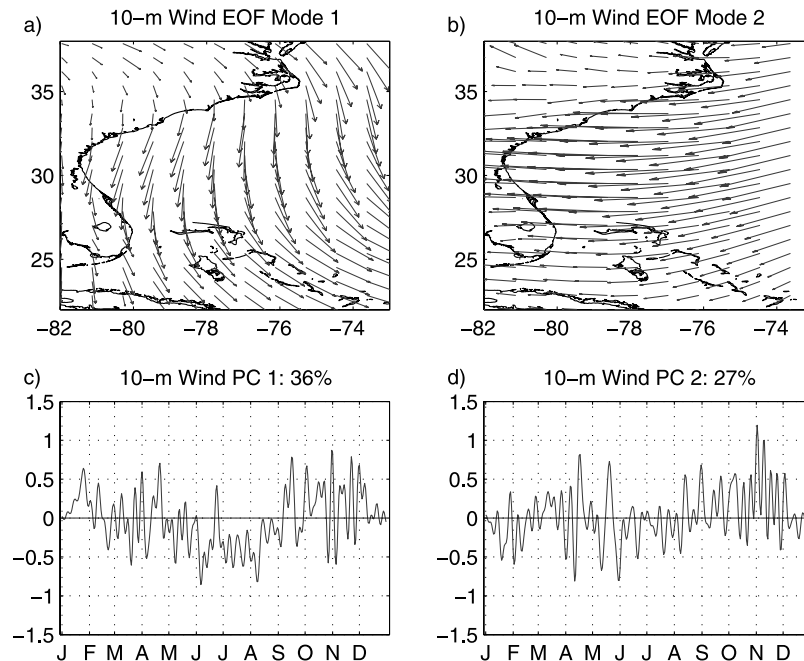 a) 10−m Wind EOF Mode 1
35
30
25
−82 −80 −78 −76 −74
b) 10−m Wind EOF Mode 2
35
30
25
−82 −80 −78 −76 −74
c) 10−m Wind PC 1: 36%
1.5
1
0.5
0
−0.5
−1
−1.5
J F M A M J J A S O N D
d) 10−m Wind PC 2: 27%
1.5
1
0.5
0
−0.5
−1
−1.5
J F M A M J J A S O N D